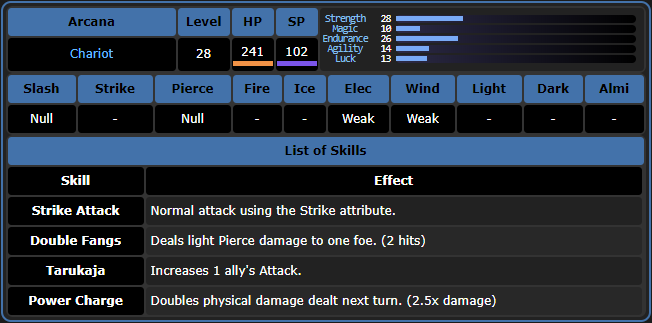 Arcana Level HP SP
Chariot 28 241 102
Strength 28
Magic 10
Endurance 26
Agility 14
Luck 13
Slash Strike Pierce Fire Ice Elec Wind Light Dark Almi
Null - Null - - Weak Weak - - -
List of Skills
Skill Effect
Strike Attack Normal attack using the Strike attribute.
Double Fangs Deals light Pierce damage to one foe. (2 hits)
Tarukaja Increases 1 ally's Attack.
Power Charge Doubles physical damage dealt next turn. (2.5x damage)